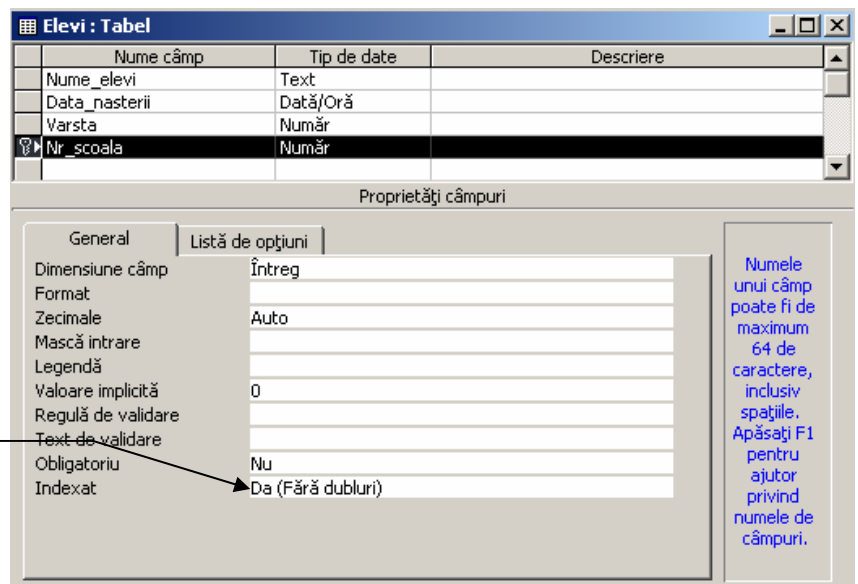 Elevi : Tabel
Nume câmp Tip de date Descriere
Nume_elevi Text
Data_nasterii Dată/Oră
Varsta Număr
Nr_scoala Număr
Proprietăţi câmpuri
General Listă de opţiuni
Dimensiune câmp Întreg
Format
Zecimale Auto
Mască intrare
Legendă
Valoare implicită 0
Regulă de validare
Text de validare
Obligatoriu Nu
Indexat Da (Fără dubluri)
Numele
unui câmp
poate fi de
maximum
64 de
caractere,
inclusiv
spaţiile.
Apăsaţi F1
pentru
ajutor
privind
numele de
câmpuri.